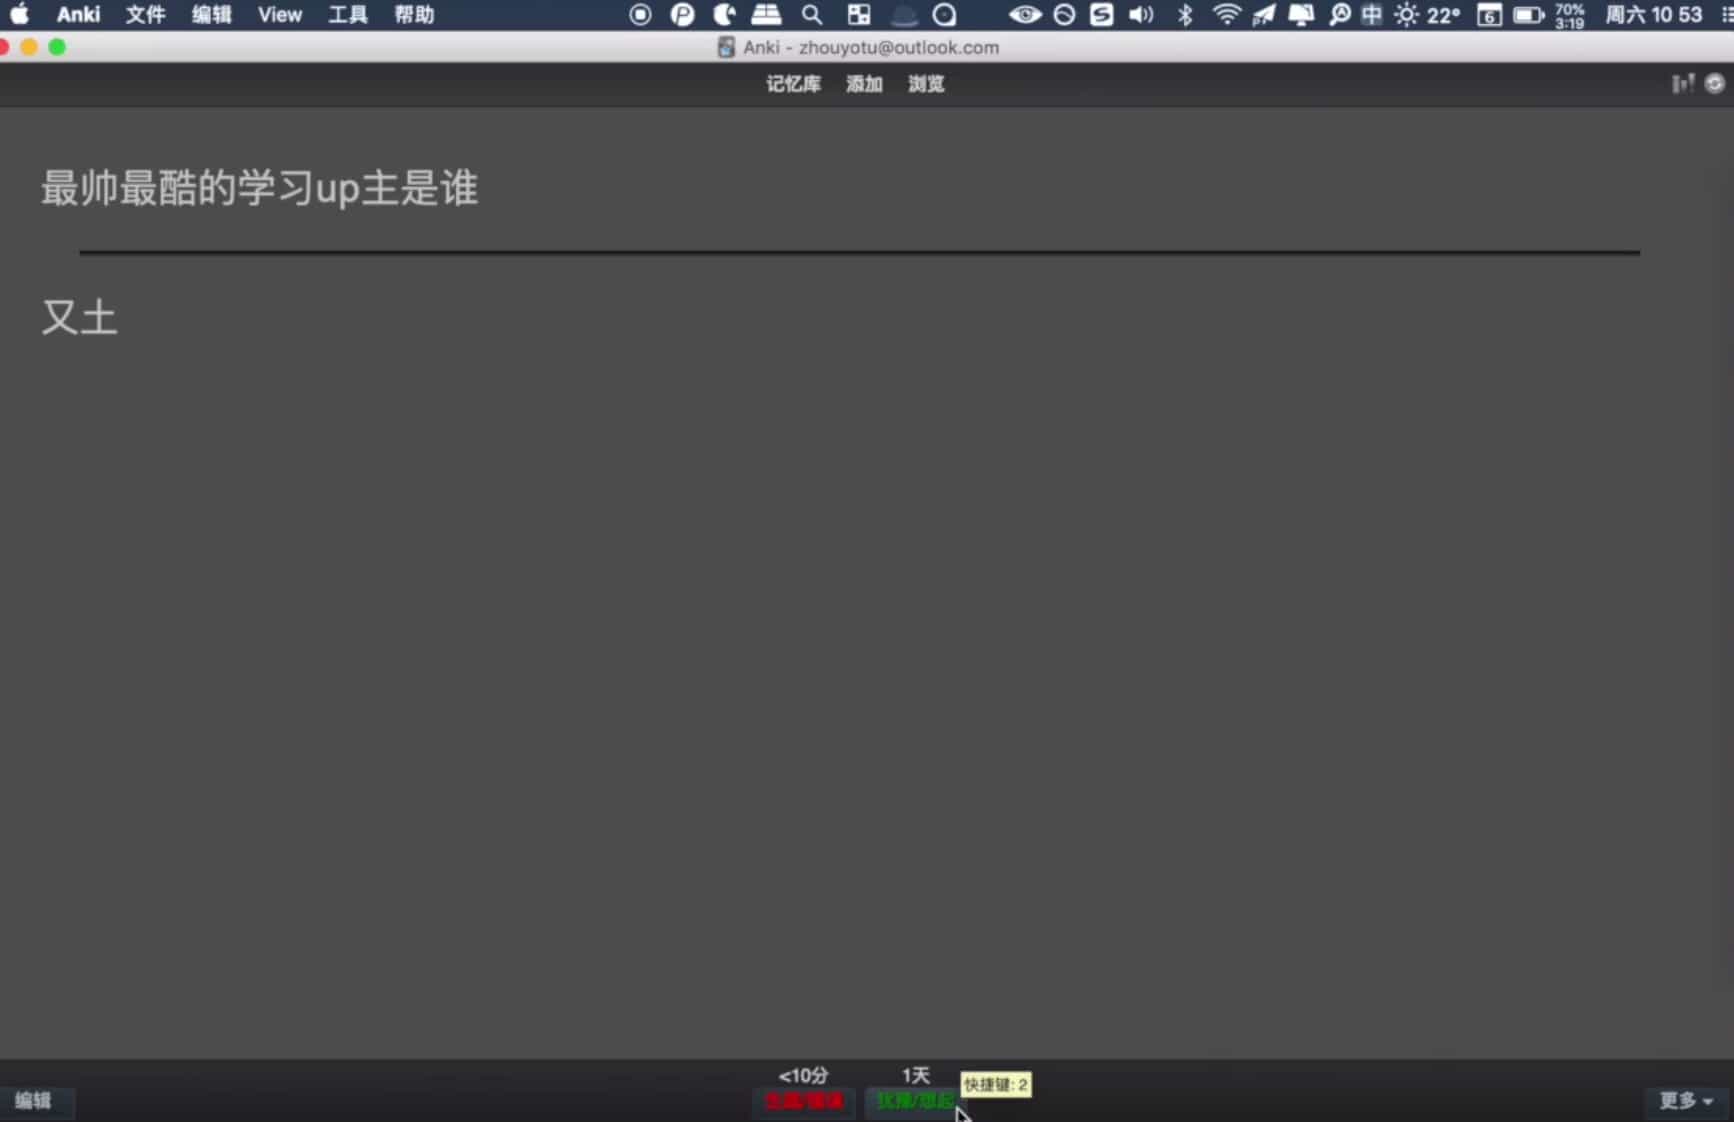 Anki 文件 编辑 View 工具 帮助 中 22° 6 70% 3:19 周六 10 53
Anki - zhouyotu@outlook.com
记忆库 添加 浏览
最帅最酷的学习up主是谁
又土
<10分 1天
快捷键: 2
编辑 更多